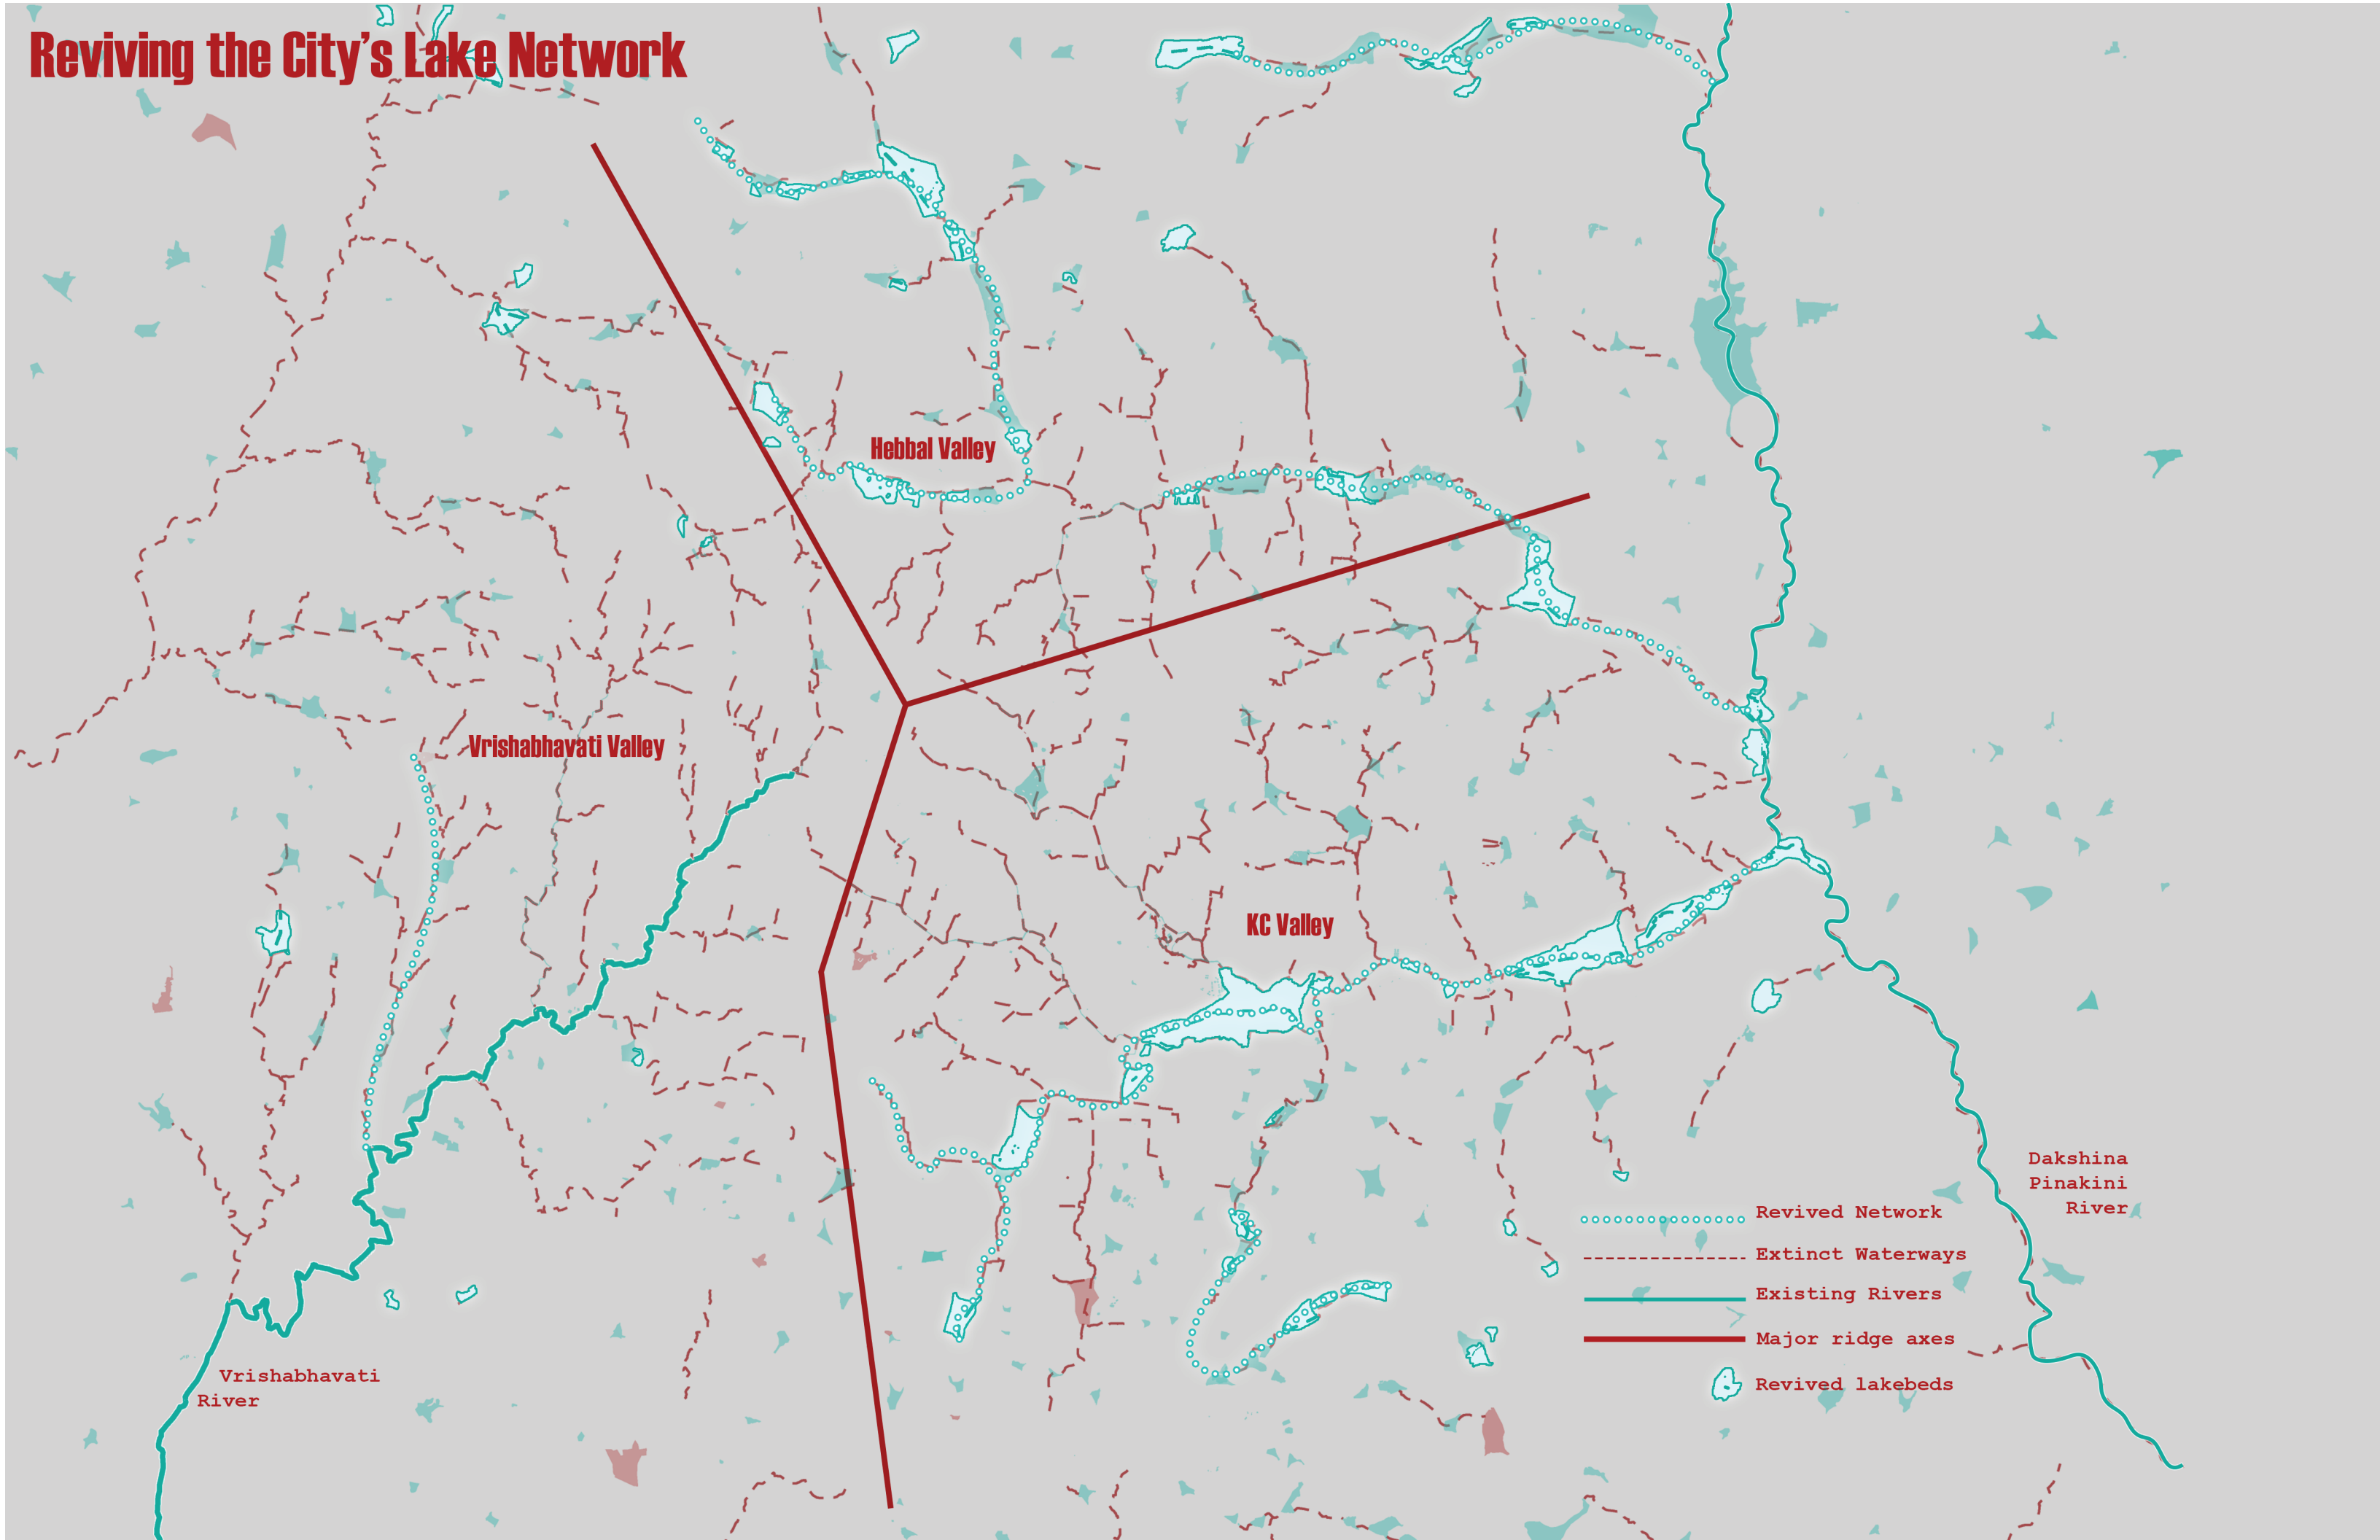 Reviving the City's Lake Network
Hebbal Valley
Vrishabhavati Valley
KC Valley
Dakshina
Pinakini
River
Revived Network
Extinct Waterways
Existing Rivers
Major ridge axes
Revived lakebeds
Vrishabhavati
River